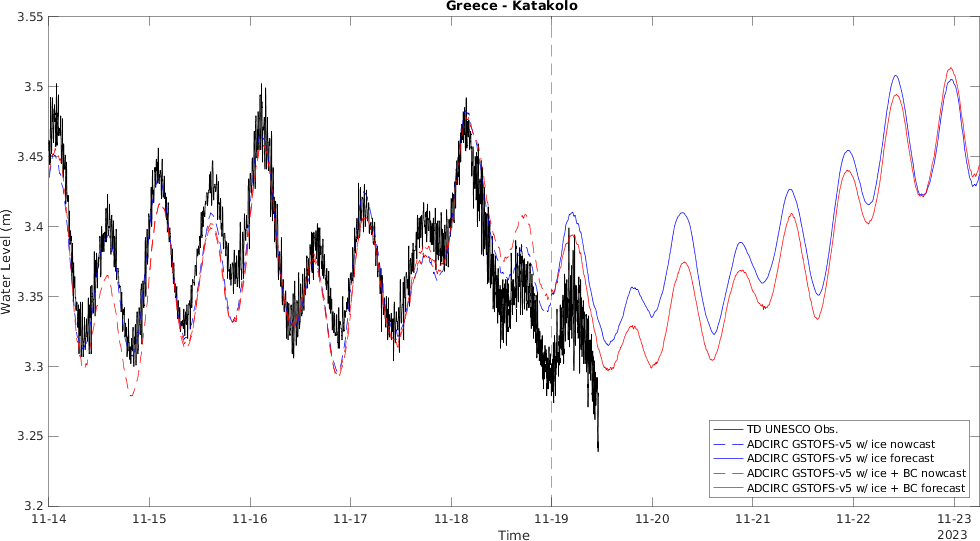 Greece - Katakolo
3.55
3.5
3.45
3.4
3.35
3.3
3.25
3.2
Water Level (m)
11-14
11-15
11-16
11-17
11-18
11-19
11-20
11-21
11-22
11-23
2023
Time
TD UNESCO Obs.
ADCIRC GSTOFS-v5 w/ ice nowcast
ADCIRC GSTOFS-v5 w/ ice forecast
ADCIRC GSTOFS-v5 w/ ice + BC nowcast
ADCIRC GSTOFS-v5 w/ ice + BC forecast